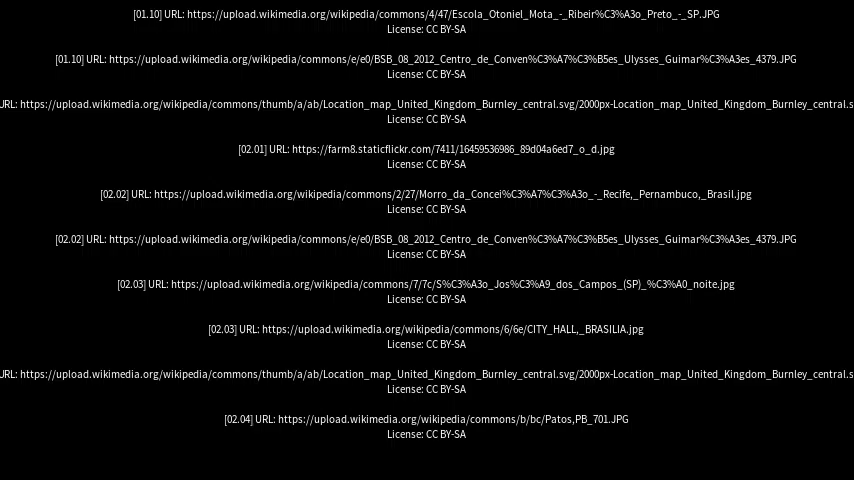 [01.10] URL: https://upload.wikimedia.org/wikipedia/commons/4/47/Escola_Otoniel_Mota_-_Ribeir%C3%A3o_Preto_-_SP.JPG
License: CC BY-SA
[01.10] URL: https://upload.wikimedia.org/wikipedia/commons/e/e0/BSB_08_2012_Centro_de_Conven%C3%A7%C3%B5es_Ulysses_Guimar%C3%A3es_4379.JPG
License: CC BY-SA
URL: https://upload.wikimedia.org/wikipedia/commons/thumb/a/ab/Location_map_United_Kingdom_Burnley_central.svg/2000px-Location_map_United_Kingdom_Burnley_central.s
License: CC BY-SA
[02.01] URL: https://farm8.staticflickr.com/7411/16459536986_89d04a6ed7_o_d.jpg
License: CC BY-SA
[02.02] URL: https://upload.wikimedia.org/wikipedia/commons/2/27/Morro_da_Concei%C3%A7%C3%A3o_-_Recife,_Pernambuco,_Brasil.jpg
License: CC BY-SA
[02.02] URL: https://upload.wikimedia.org/wikipedia/commons/e/e0/BSB_08_2012_Centro_de_Conven%C3%A7%C3%B5es_Ulysses_Guimar%C3%A3es_4379.JPG
License: CC BY-SA
[02.03] URL: https://upload.wikimedia.org/wikipedia/commons/7/7c/S%C3%A3o_Jos%C3%A9_dos_Campos_(SP)_%C3%A0_noite.jpg
License: CC BY-SA
[02.03] URL: https://upload.wikimedia.org/wikipedia/commons/6/6e/CITY_HALL,_BRASILIA.jpg
License: CC BY-SA
URL: https://upload.wikimedia.org/wikipedia/commons/thumb/a/ab/Location_map_United_Kingdom_Burnley_central.svg/2000px-Location_map_United_Kingdom_Burnley_central.s
License: CC BY-SA
[02.04] URL: https://upload.wikimedia.org/wikipedia/commons/b/bc/Patos,PB_701.JPG
License: CC BY-SA